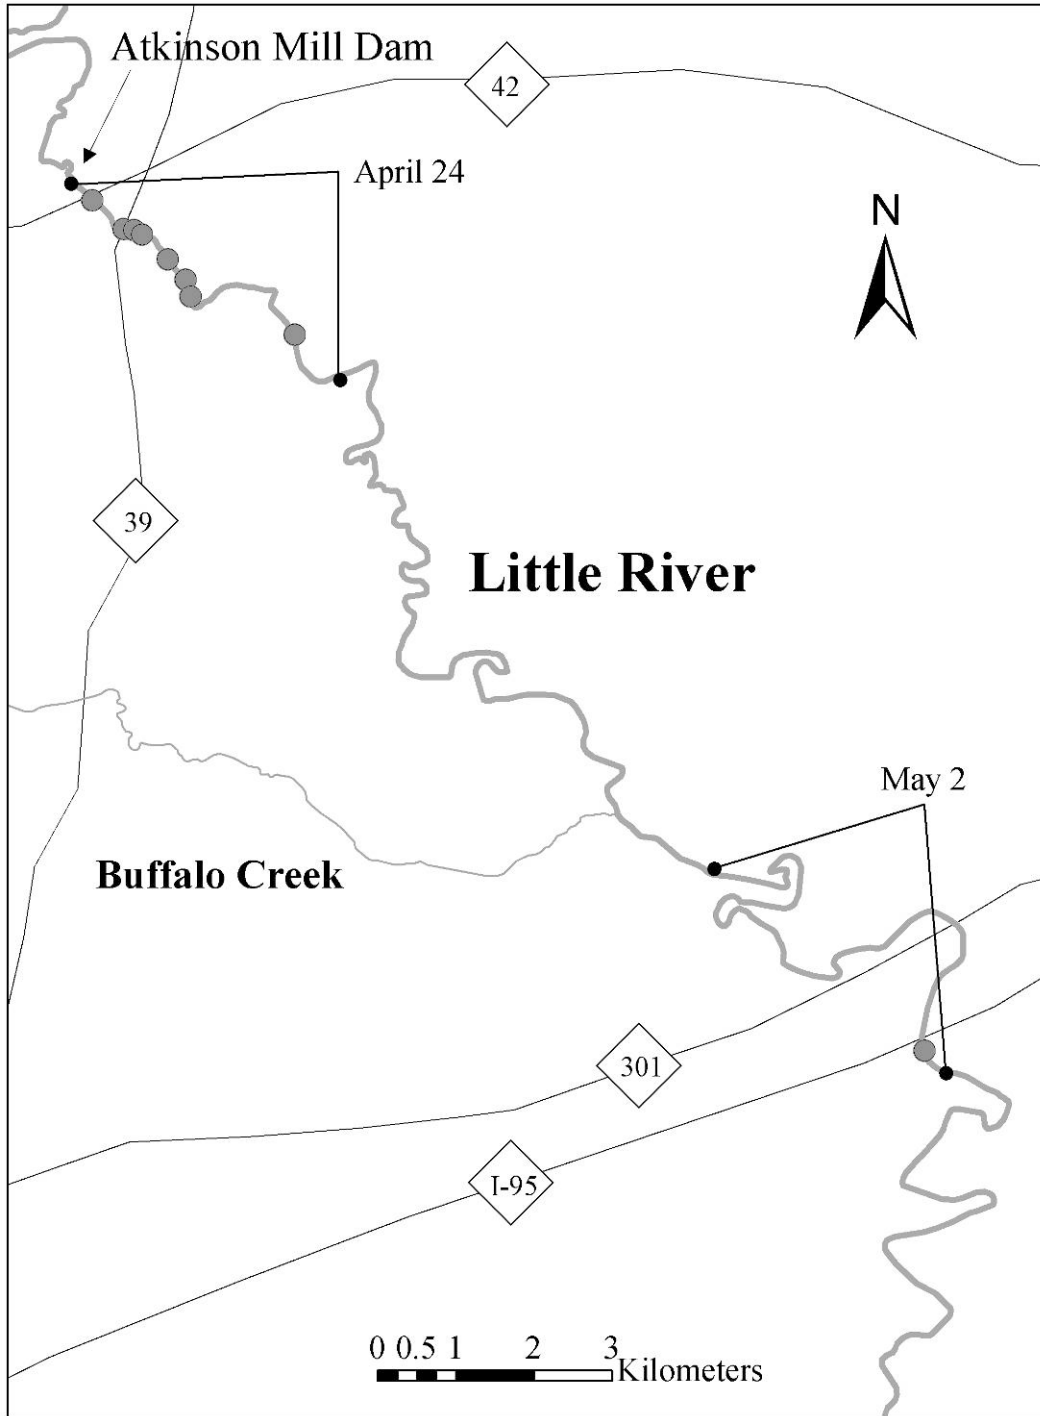 Atkinson Mill Dam
42
April 24
N
39
Little River
May 2
Buffalo Creek
301
I-95
0 0.5 1 2 3
Kilometers